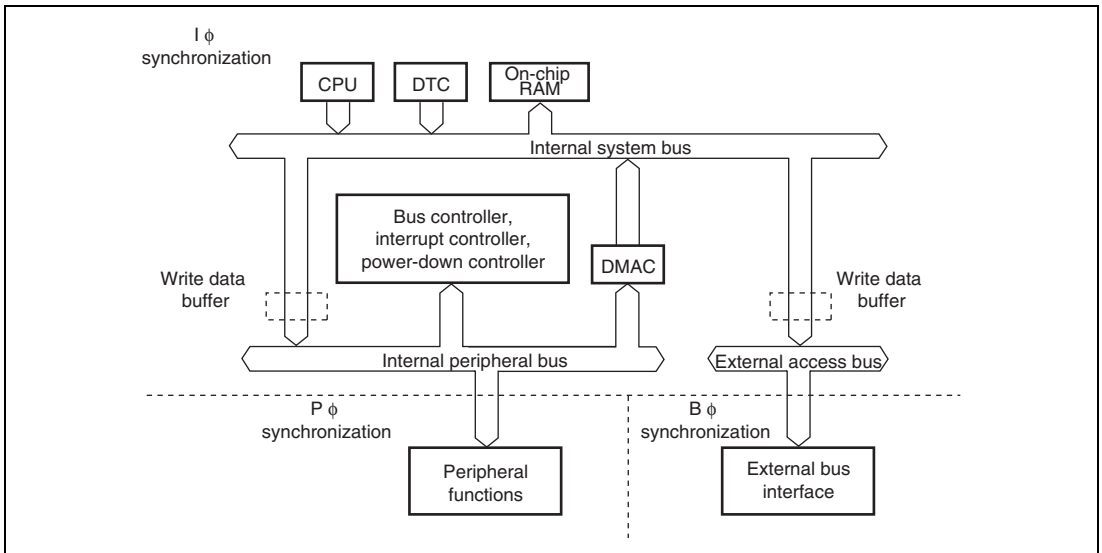 I ϕ
synchronization
CPU
DTC
On-chip
RAM
Internal system bus
Bus controller,
interrupt controller,
power-down controller
DMAC
Write data
buffer
Write data
buffer
Internal peripheral bus
External access bus
P ϕ
synchronization
B ϕ
synchronization
Peripheral
functions
External bus
interface